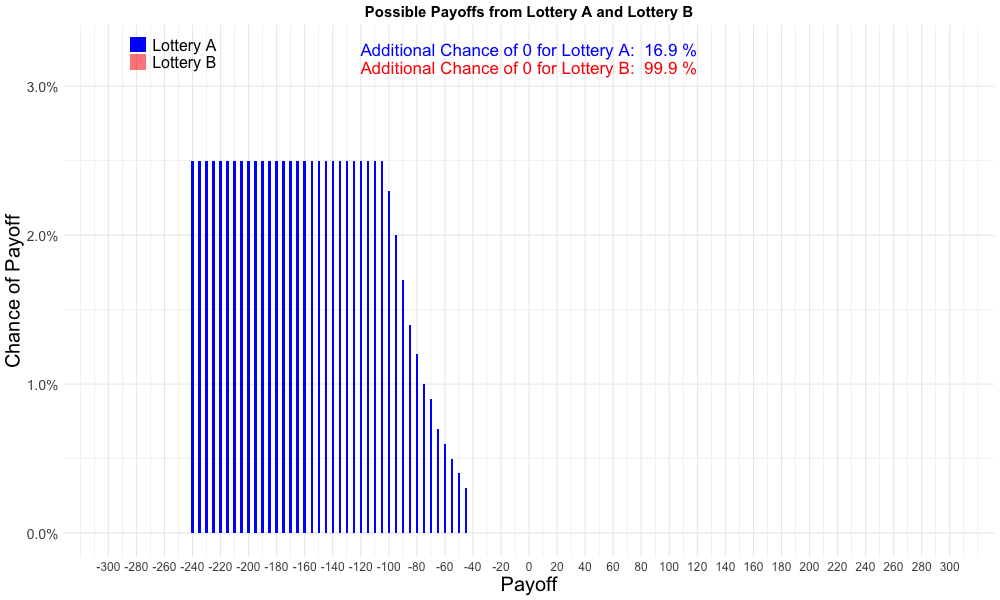 Possible Payoffs from Lottery A and Lottery B
Lottery A
Lottery B
Additional Chance of 0 for Lottery A: 16.9 %
Additional Chance of 0 for Lottery B: 99.9 %
Chance of Payoff
3.0%
2.0%
1.0%
0.0%
-300 -280 -260 -240 -220 -200 -180 -160 -140 -120 -100 -80 -60 -40 -20 0 20 40 60 80 100 120 140 160 180 200 220 240 260 280 300
Payoff